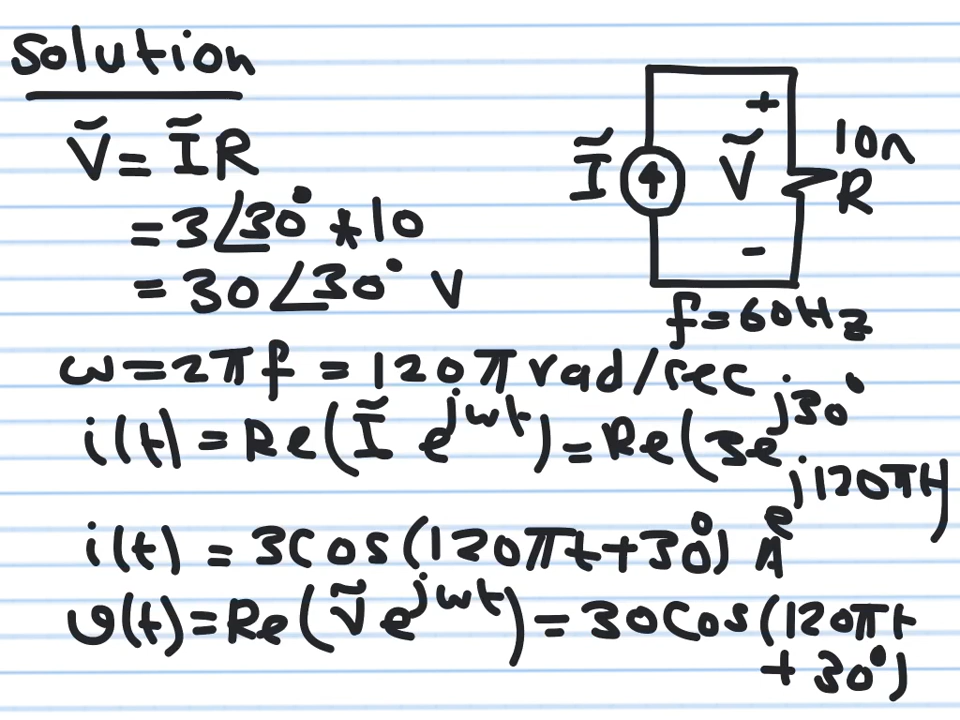 Solution
Ṽ = ĨR
= 3∠30° * 10
= 30∠30° V
Ĩ
+
Ṽ
-
10Ω
R
f = 60Hz
ω = 2πf = 120π rad/sec
i(t) = Re(Ĩ e^jωt) = Re(3e^j30° e^j120πt)
i(t) = 3Cos(120πt + 30°) A
v(t) = Re(Ṽ e^jωt) = 30Cos(120πt
+ 30°)